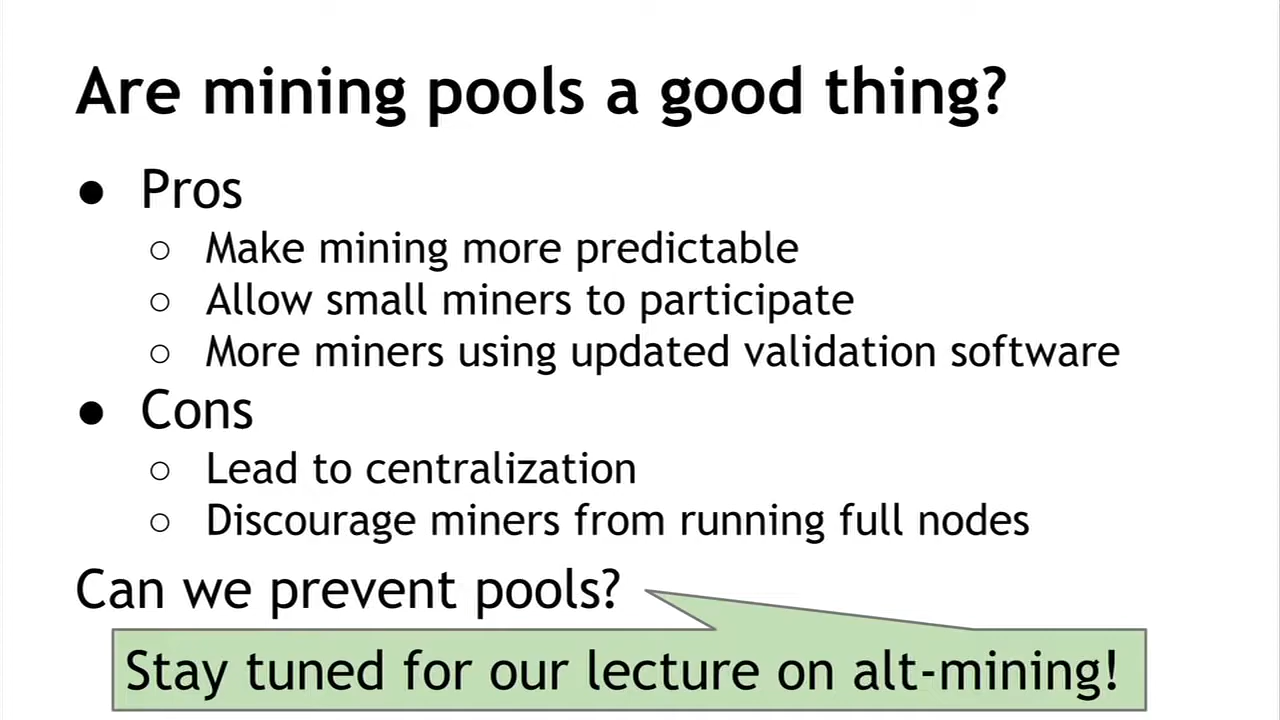 Are mining pools a good thing?
● Pros
○ Make mining more predictable
○ Allow small miners to participate
○ More miners using updated validation software
● Cons
○ Lead to centralization
○ Discourage miners from running full nodes
Can we prevent pools?
Stay tuned for our lecture on alt-mining!